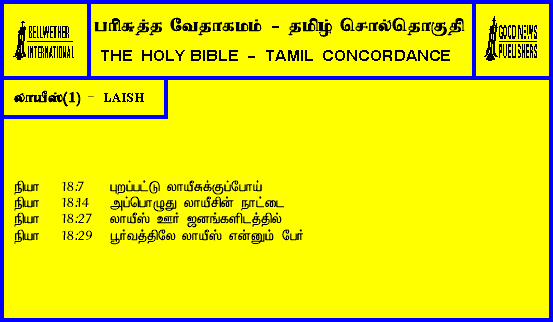 BELLWETHER
INTERNATIONAL
பரிசுத்த வேதாகமம் - தமிழ் சொல்தொகுதி
THE HOLY BIBLE - TAMIL CONCORDANCE
GOOD NEWS
PUBLISHERS
லாயீஸ்(1) - LAISH
நியா 18:7 புறப்பட்டு லாயீசுக்குப்போய்
நியா 18:14 அப்பொழுது லாயீசின் நாட்டை
நியா 18:27 லாயீஸ் ஊர் ஜனங்களிடத்தில்
நியா 18:29 பூர்வத்திலே லாயீஸ் என்னும் பேர்